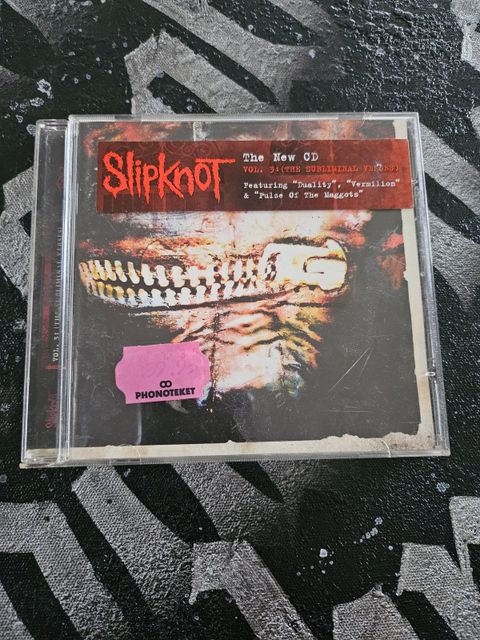 SLIPKNOT
The New CD
VOL. 3:(THE SUBLIMINAL VERSES)
Featuring "Duality", "Vermilion"
& "Pulse Of The Maggots"
PHONOTEKET